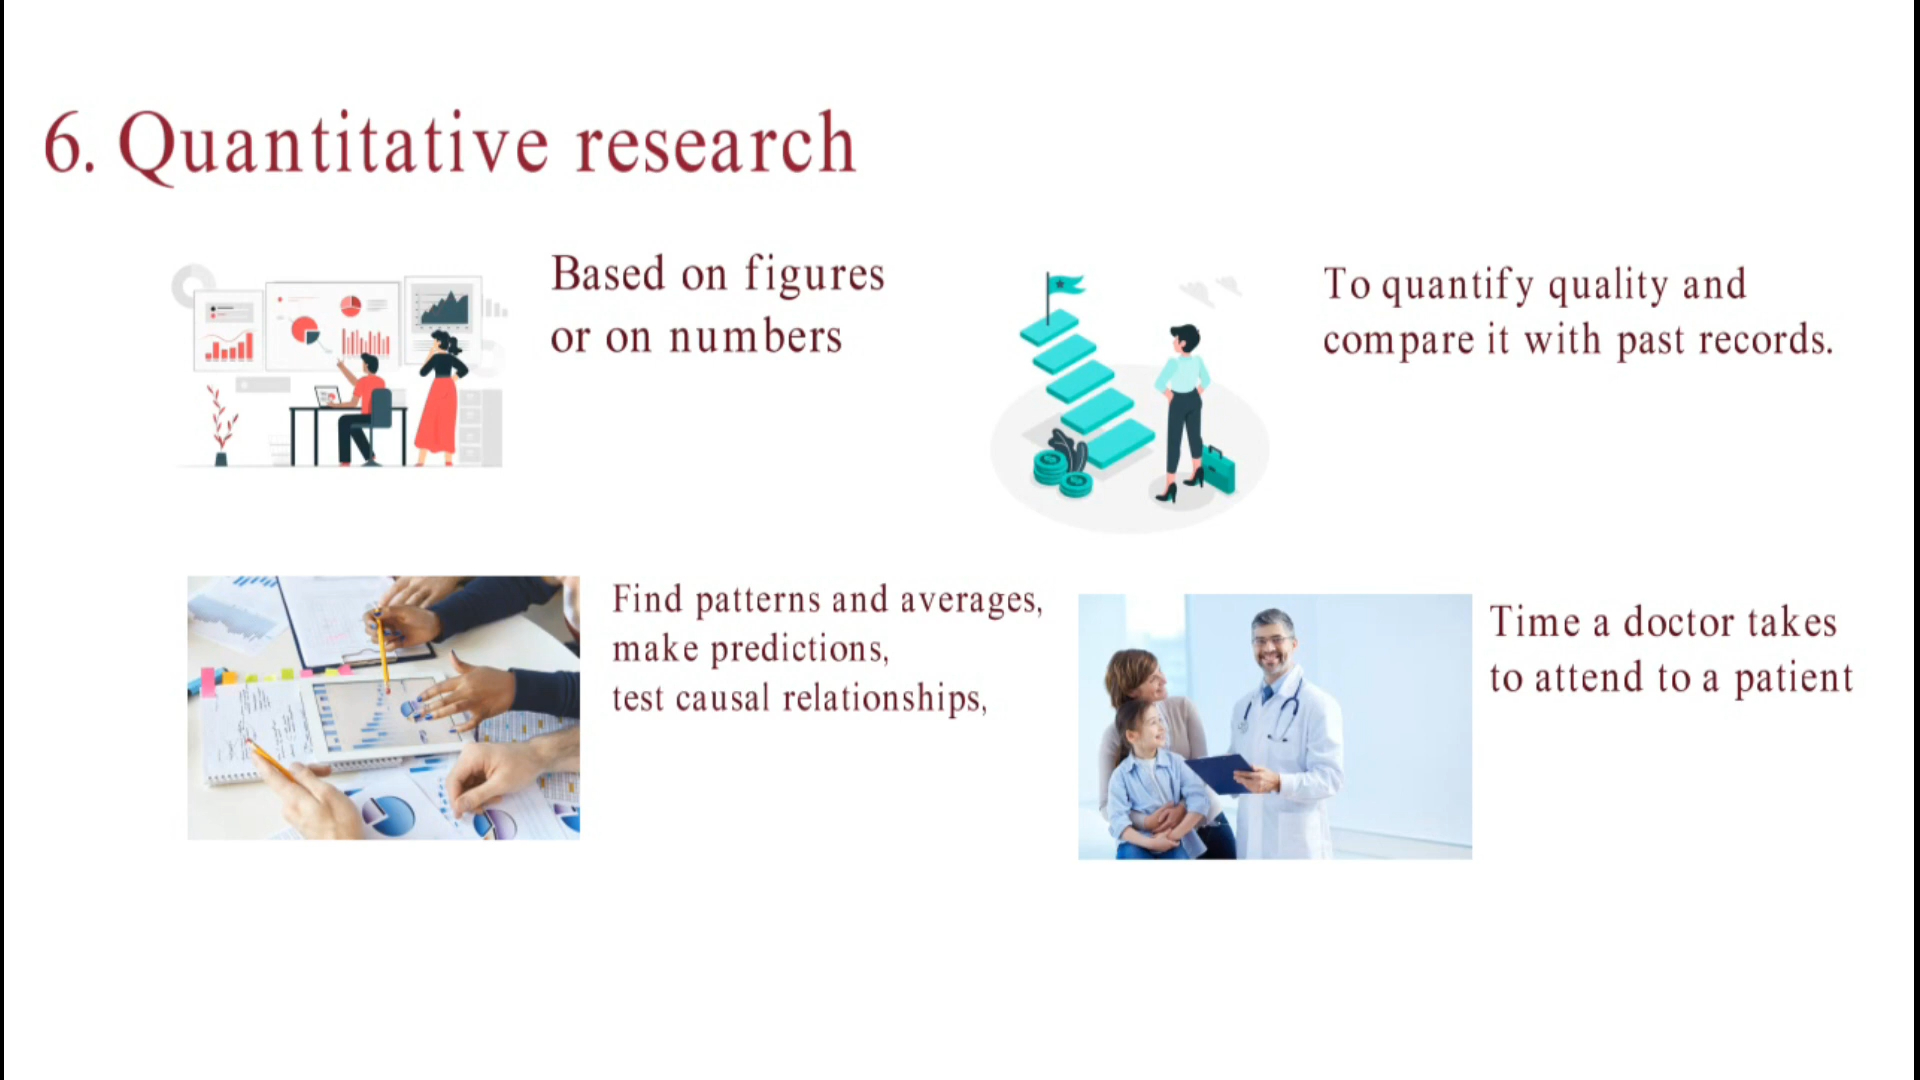 6. Quantitative research
Based on figures
or on numbers
To quantify quality and
compare it with past records.
Find patterns and averages,
make predictions,
test causal relationships,
Time a doctor takes
to attend to a patient